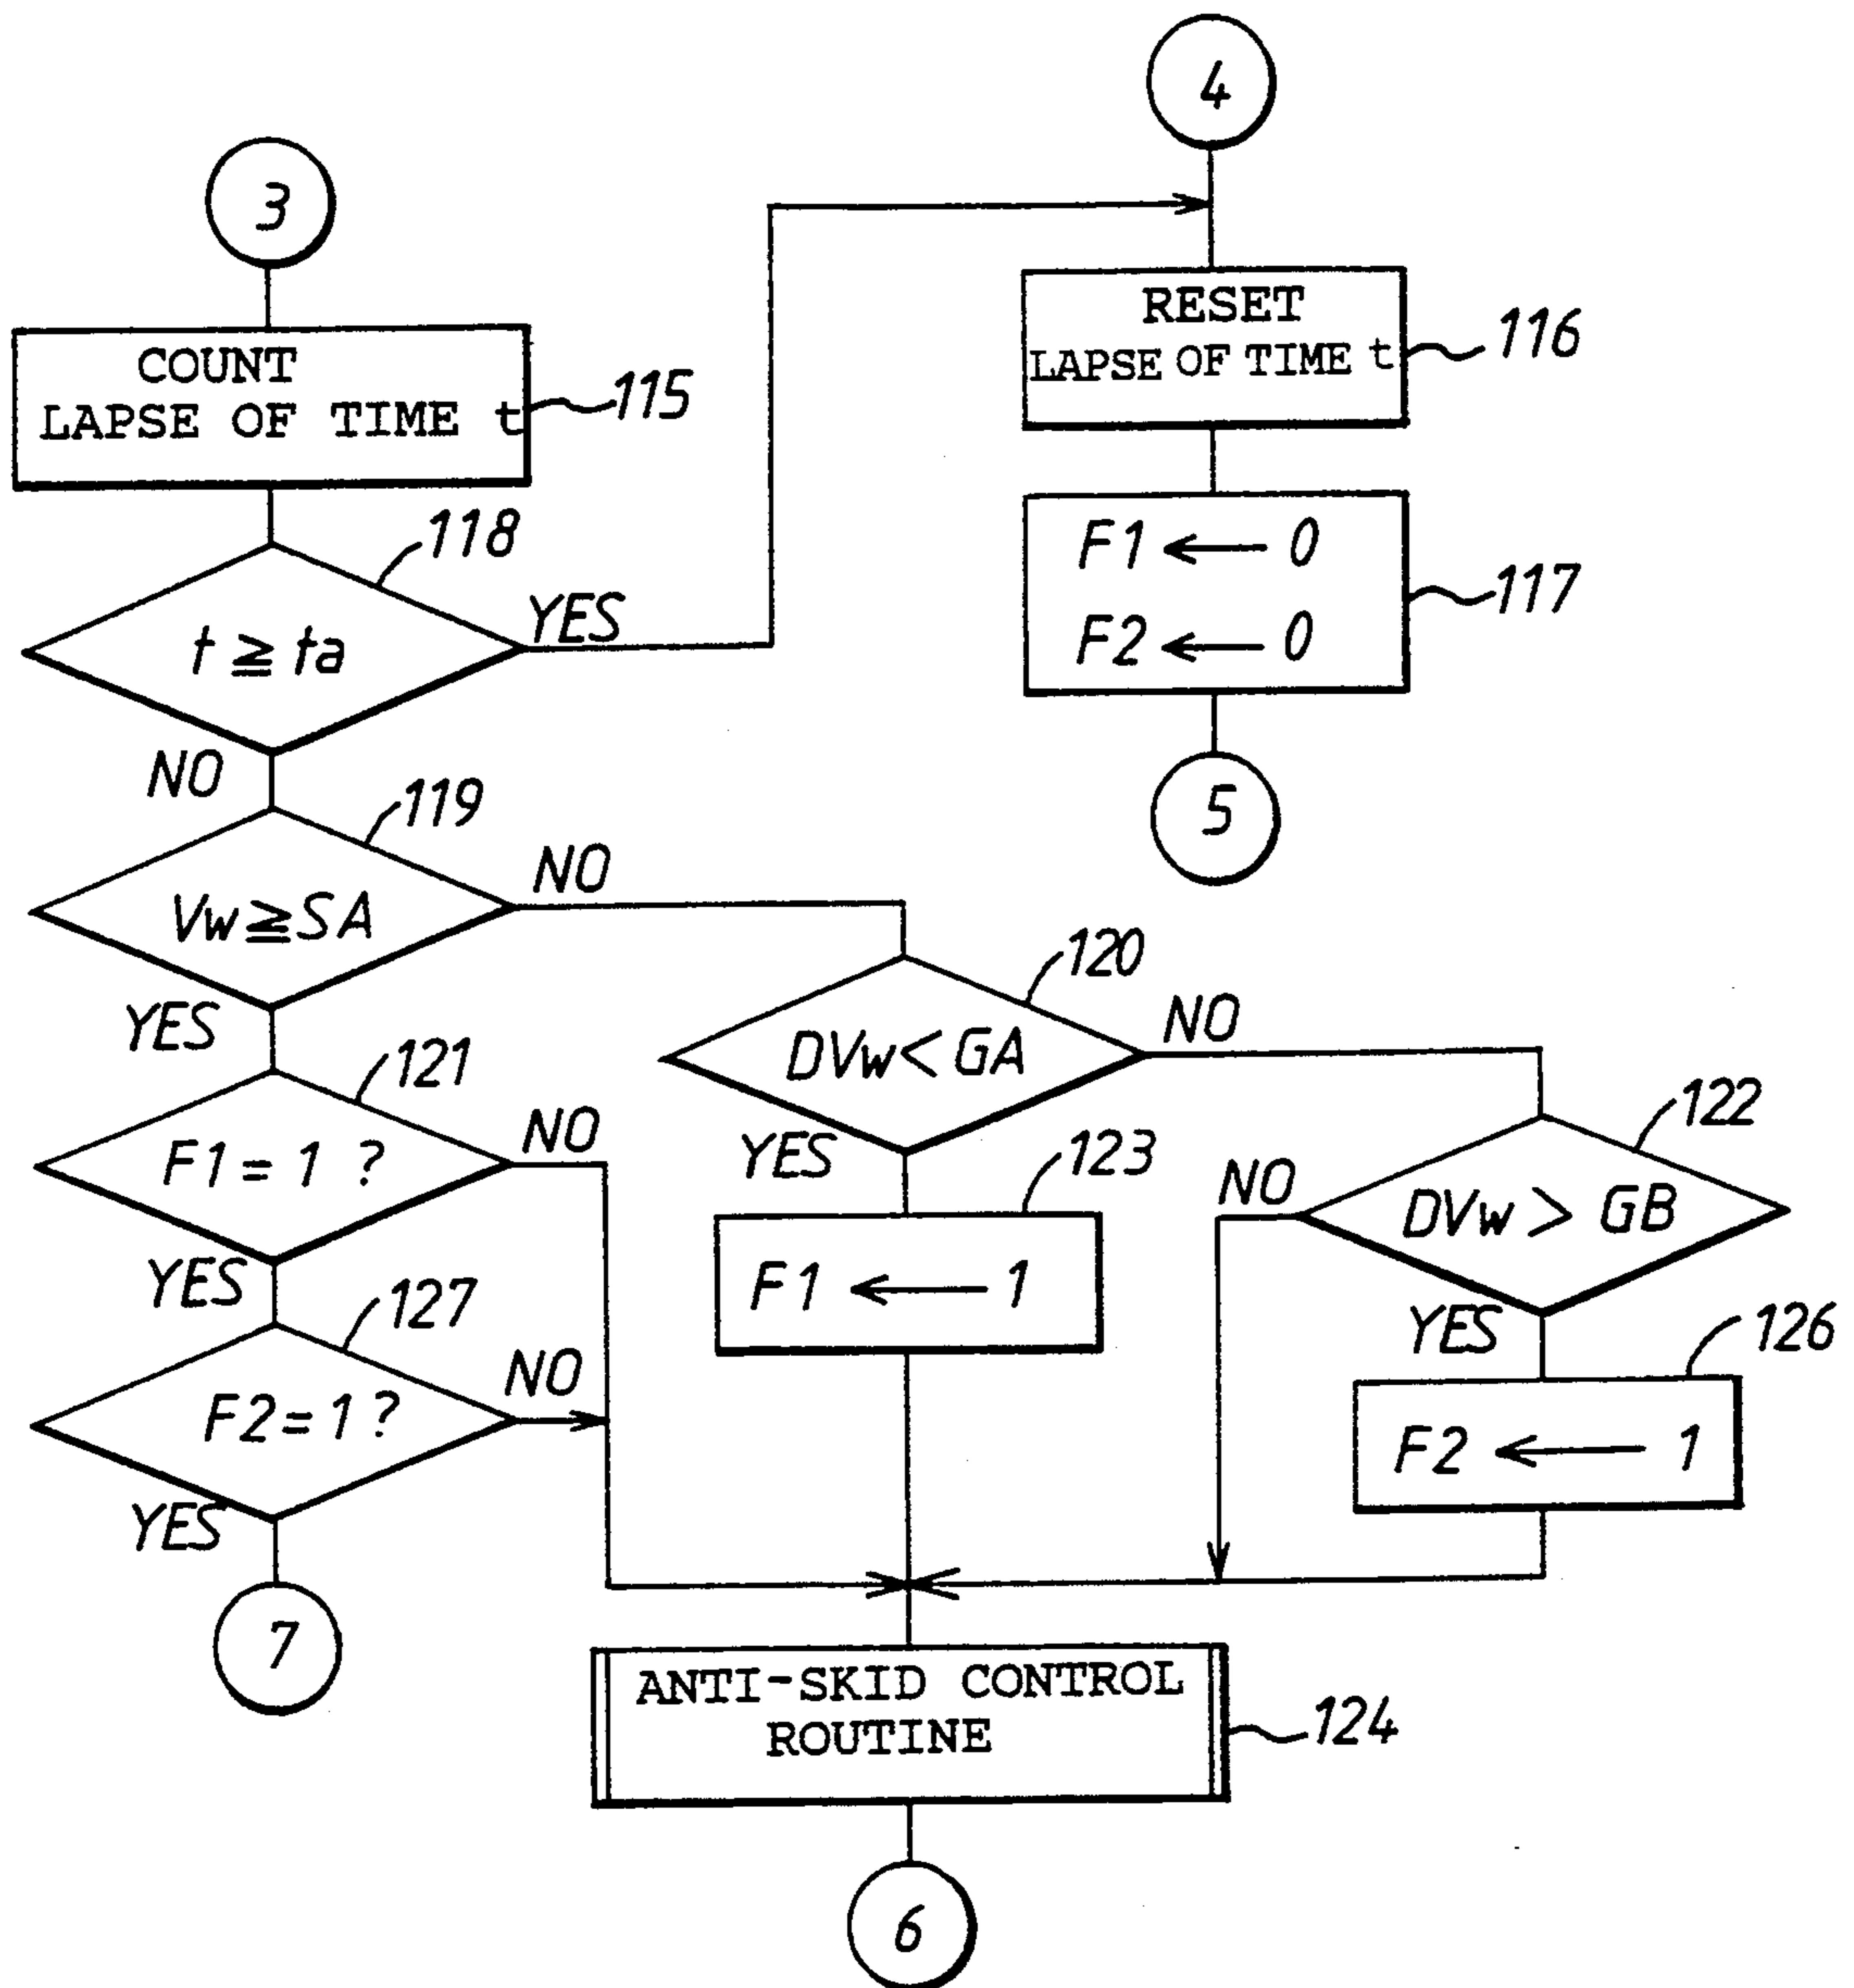 4
3
RESET
LAPSE OF TIME t
116
COUNT
LAPSE OF TIME t
115
F1 ← 0
F2 ← 0
117
118
t ≧ ta
YES
NO
5
119
Vw ≧ SA
NO
YES
120
DVw < GA
NO
YES
121
F1 = 1 ?
NO
YES
122
DVw > GB
NO
YES
123
F1 ← 1
127
F2 = 1 ?
NO
YES
126
F2 ← 1
7
ANTI-SKID CONTROL
ROUTINE
124
6